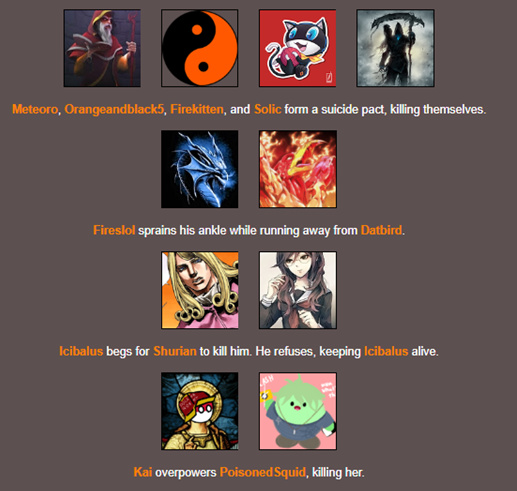 Meteoro, Orangeandblack5, Firekitten, and Solic form a suicide pact, killing themselves.
Fireslol sprains his ankle while running away from Datbird.
Icibalus begs for Shurian to kill him. He refuses, keeping Icibalus alive.
Kai overpowers PoisonedSquid, killing her.